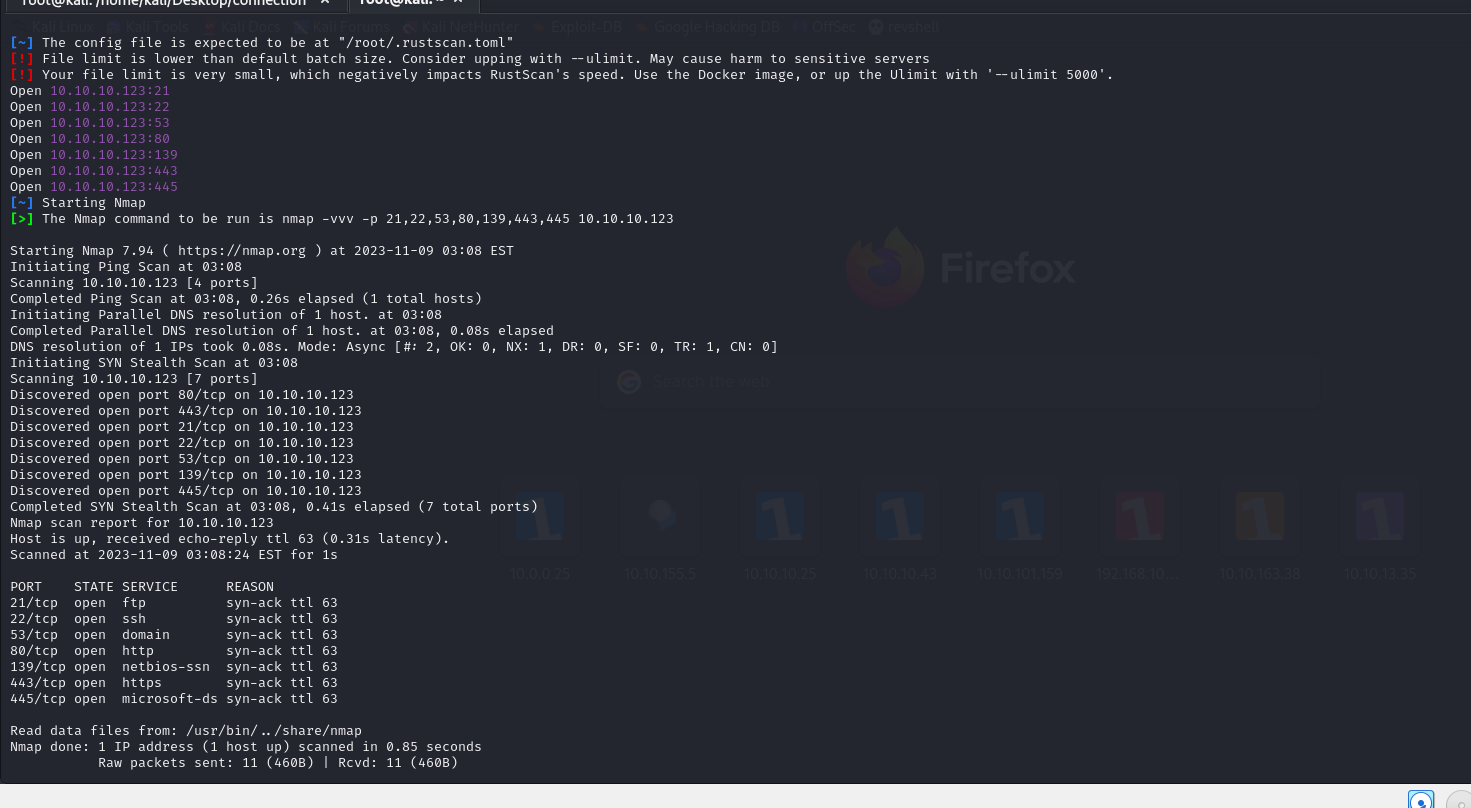 root@kali: /home/kali/Desktop/connection ×
root@kali: ~ ×
Kali Linux Kali Tools Kali Docs Kali Forums Kali NetHunter Exploit-DB Google Hacking DB OffSec revshell
[~] The config file is expected to be at "/root/.rustscan.toml"
[!] File limit is lower than default batch size. Consider upping with --ulimit. May cause harm to sensitive servers
[!] Your file limit is very small, which negatively impacts RustScan's speed. Use the Docker image, or up the Ulimit with '--ulimit 5000'.
Open 10.10.10.123:21
Open 10.10.10.123:22
Open 10.10.10.123:53
Open 10.10.10.123:80
Open 10.10.10.123:139
Open 10.10.10.123:443
Open 10.10.10.123:445
[~] Starting Nmap
[>] The Nmap command to be run is nmap -vvv -p 21,22,53,80,139,443,445 10.10.10.123
Starting Nmap 7.94 ( https://nmap.org ) at 2023-11-09 03:08 EST
Initiating Ping Scan at 03:08
Scanning 10.10.10.123 [4 ports]
Completed Ping Scan at 03:08, 0.26s elapsed (1 total hosts)
Initiating Parallel DNS resolution of 1 host. at 03:08
Completed Parallel DNS resolution of 1 host. at 03:08, 0.08s elapsed
DNS resolution of 1 IPs took 0.08s. Mode: Async [#: 2, OK: 0, NX: 1, DR: 0, SF: 0, TR: 1, CN: 0]
Initiating SYN Stealth Scan at 03:08
Scanning 10.10.10.123 [7 ports]
Discovered open port 80/tcp on 10.10.10.123
Discovered open port 443/tcp on 10.10.10.123
Discovered open port 21/tcp on 10.10.10.123
Discovered open port 22/tcp on 10.10.10.123
Discovered open port 53/tcp on 10.10.10.123
Discovered open port 139/tcp on 10.10.10.123
Discovered open port 445/tcp on 10.10.10.123
Completed SYN Stealth Scan at 03:08, 0.41s elapsed (7 total ports)
Nmap scan report for 10.10.10.123
Host is up, received echo-reply ttl 63 (0.31s latency).
Scanned at 2023-11-09 03:08:24 EST for 1s
PORT STATE SERVICE REASON
21/tcp open ftp syn-ack ttl 63
22/tcp open ssh syn-ack ttl 63
53/tcp open domain syn-ack ttl 63
80/tcp open http syn-ack ttl 63
139/tcp open netbios-ssn syn-ack ttl 63
443/tcp open https syn-ack ttl 63
445/tcp open microsoft-ds syn-ack ttl 63
Read data files from: /usr/bin/../share/nmap
Nmap done: 1 IP address (1 host up) scanned in 0.85 seconds
Raw packets sent: 11 (460B) | Rcvd: 11 (460B)
Firefox
Search the web
1 1 1 1 1 1 1
10.0.0.25 10.10.155.5 10.10.10.25 10.10.10.43 10.10.101.159 192.168.10... 10.10.163.38 10.10.13.35